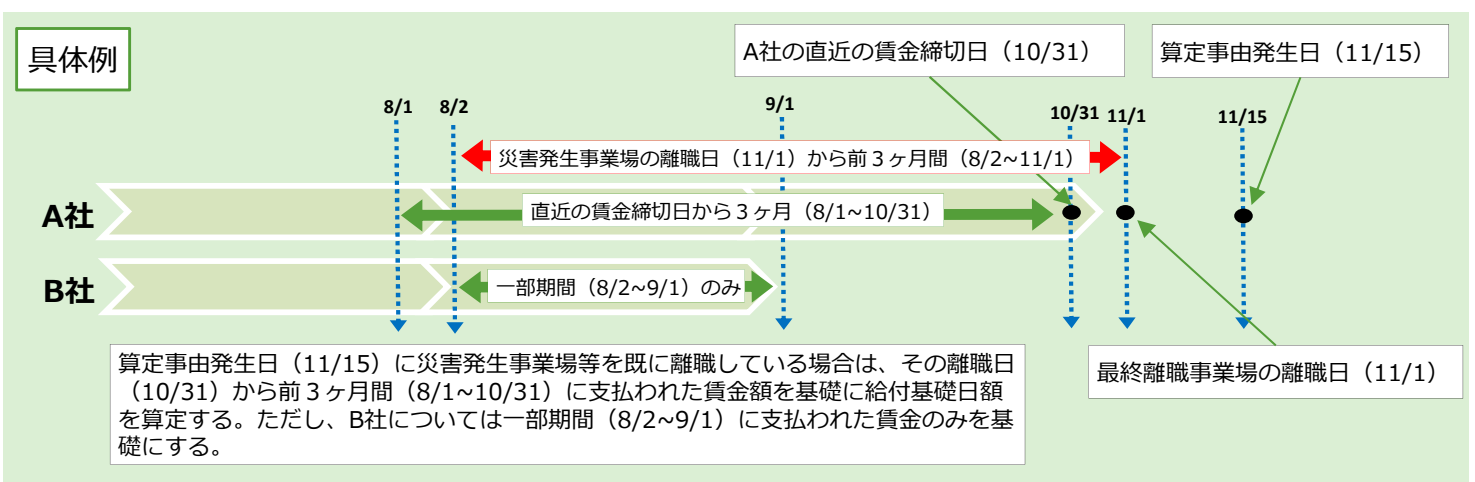 具体例
A社の直近の賃金締切日（10/31）
算定事由発生日（11/15）
8/1
8/2
9/1
10/31
11/1
11/15
災害発生事業場の離職日（11/1）から前３ヶ月間（8/2~11/1）
A社
直近の賃金締切日から３ヶ月（8/1~10/31）
B社
一部期間（8/2~9/1）のみ
算定事由発生日（11/15）に災害発生事業場等を既に離職している場合は、その離職日
（10/31）から前３ヶ月間（8/1~10/31）に支払われた賃金額を基礎に給付基礎日額
を算定する。ただし、B社については一部期間（8/2~9/1）に支払われた賃金のみを基
礎にする。
最終離職事業場の離職日（11/1）